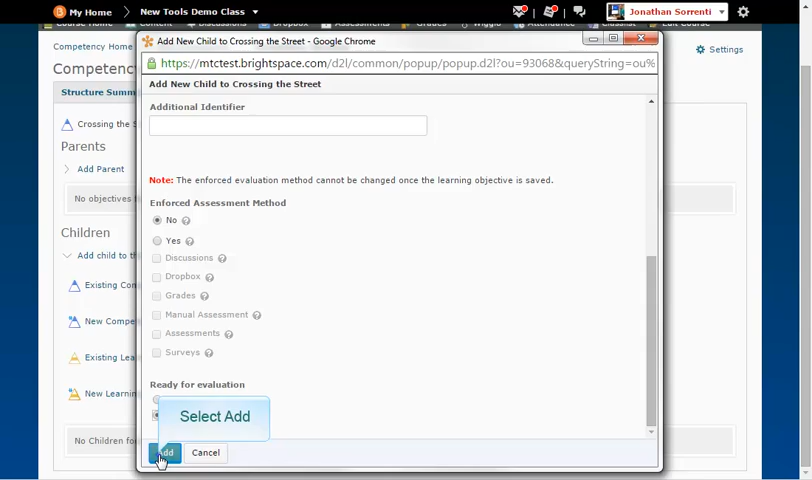 My Home New Tools Demo Class Jonathan Sorrenti
Course Home Content Discussions Dropbox Assessments Grades Wiggio Attendance Edit Course
Add New Child to Crossing the Street - Google Chrome
https://mtctest.brightspace.com/d2l/common/popup/popup.d2l?ou=93068&queryString=ou%
Competency Home
Settings
Competency
Add New Child to Crossing the Street
Structure Summ
Additional Identifier
Crossing the S
Parents
Add Parent
No objectives
Note: The enforced evaluation method cannot be changed once the learning objective is saved.
Enforced Assessment Method
No
Children
Yes
Add child to th
Discussions
Dropbox
Existing Com
Grades
New Compe
Manual Assessment
Assessments
Existing Lea
Surveys
New Learnin
Ready for evaluation
Select Add
No Children for
Add Cancel